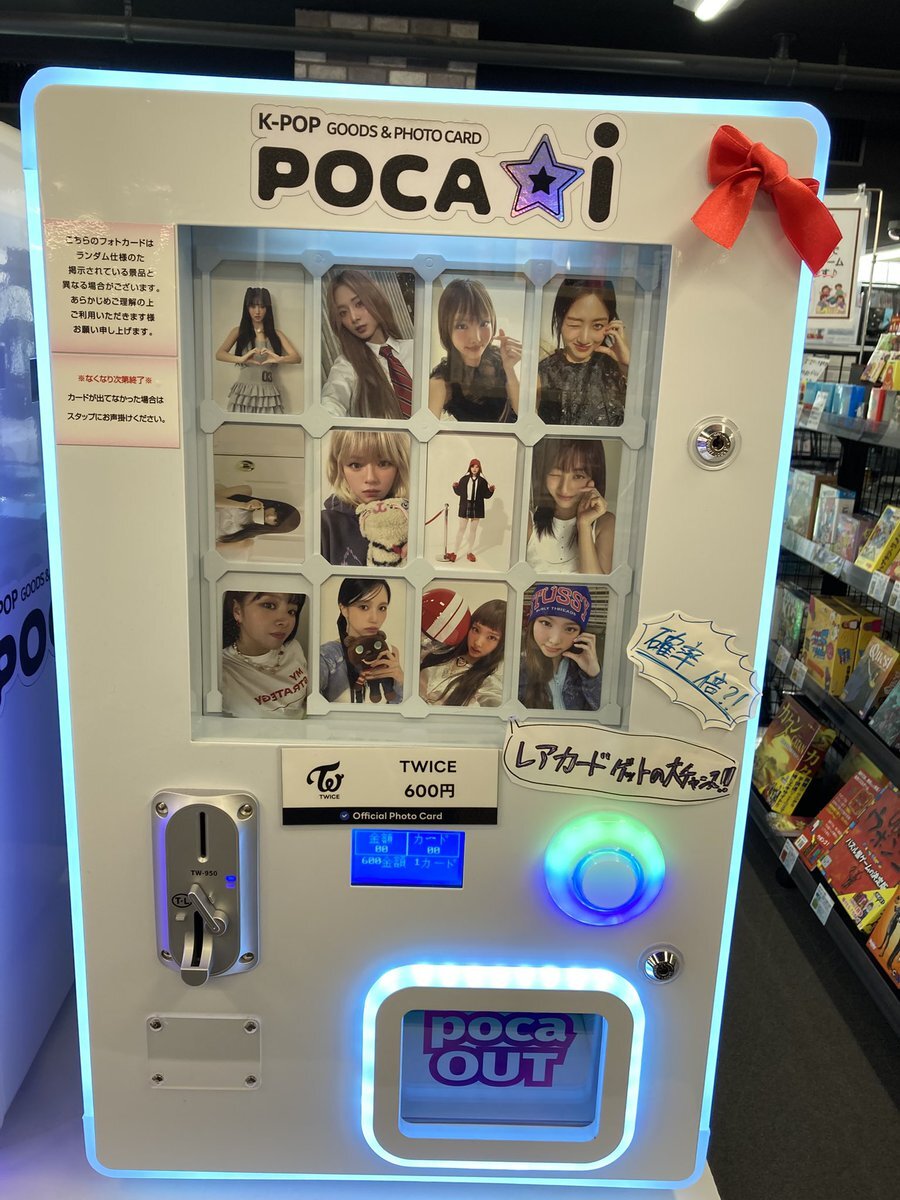 K-POP GOODS & PHOTO CARD
POCA i
こちらのフォトカードは
ランダム仕様のた
掲示されている景品と
異なる場合がございます。
あらかじめご理解の上
ご利用いただきます様
お願い申し上げます。
※なくなり次第終了※
カードが出てなかった場合は
スタップにお声掛けください。
03
MY
STRATEGY
確率
倍?!
レアカードゲットの大チャンス!!
TWICE
TWICE
600円
Official Photo Card
金額 カード
00 00
600金額 1カード
TW-950
T-L
poca
OUT
K-POP GOODS &
POC